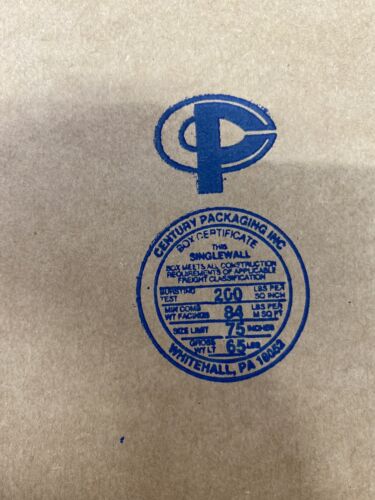 CP
CENTURY PACKAGING INC
BOX CERTIFICATE
THIS
SINGLEWALL
BOX MEETS ALL CONSTRUCTION
REQUIREMENTS OF APPLICABLE
FREIGHT CLASSIFICATION
BURSTING TEST 200 LBS PER SQ INCH
MIN COMB WT FACINGS 84 LBS PER M SQ FT
SIZE LIMIT 75 INCHES
GROSS WT LT 65 LBS
WHITEHALL, PA 18052